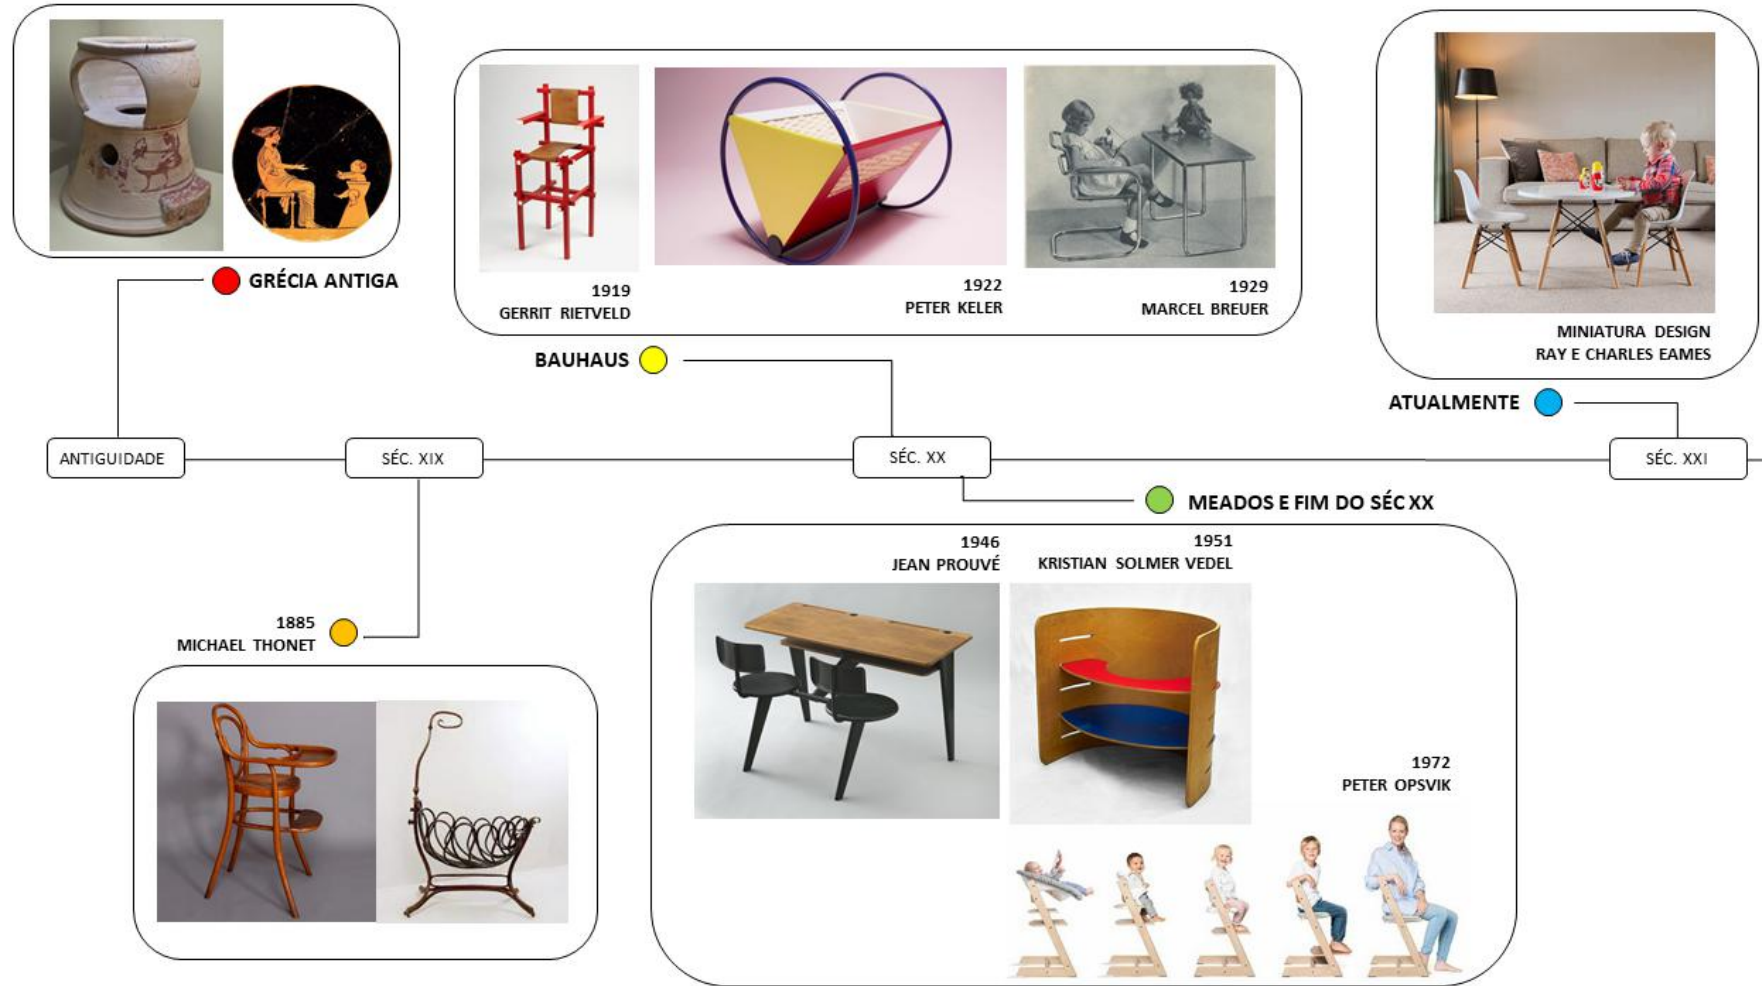 GRÉCIA ANTIGA
1919
GERRIT RIETVELD
1922
PETER KELER
1929
MARCEL BREUER
BAUHAUS
MINIATURA DESIGN
RAY E CHARLES EAMES
ATUALMENTE
ANTIGUIDADE
SÉC. XIX
SÉC. XX
SÉC. XXI
MEADOS E FIM DO SÉC XX
1885
MICHAEL THONET
1946
JEAN PROUVÉ
1951
KRISTIAN SOLMER VEDEL
1972
PETER OPSVIK